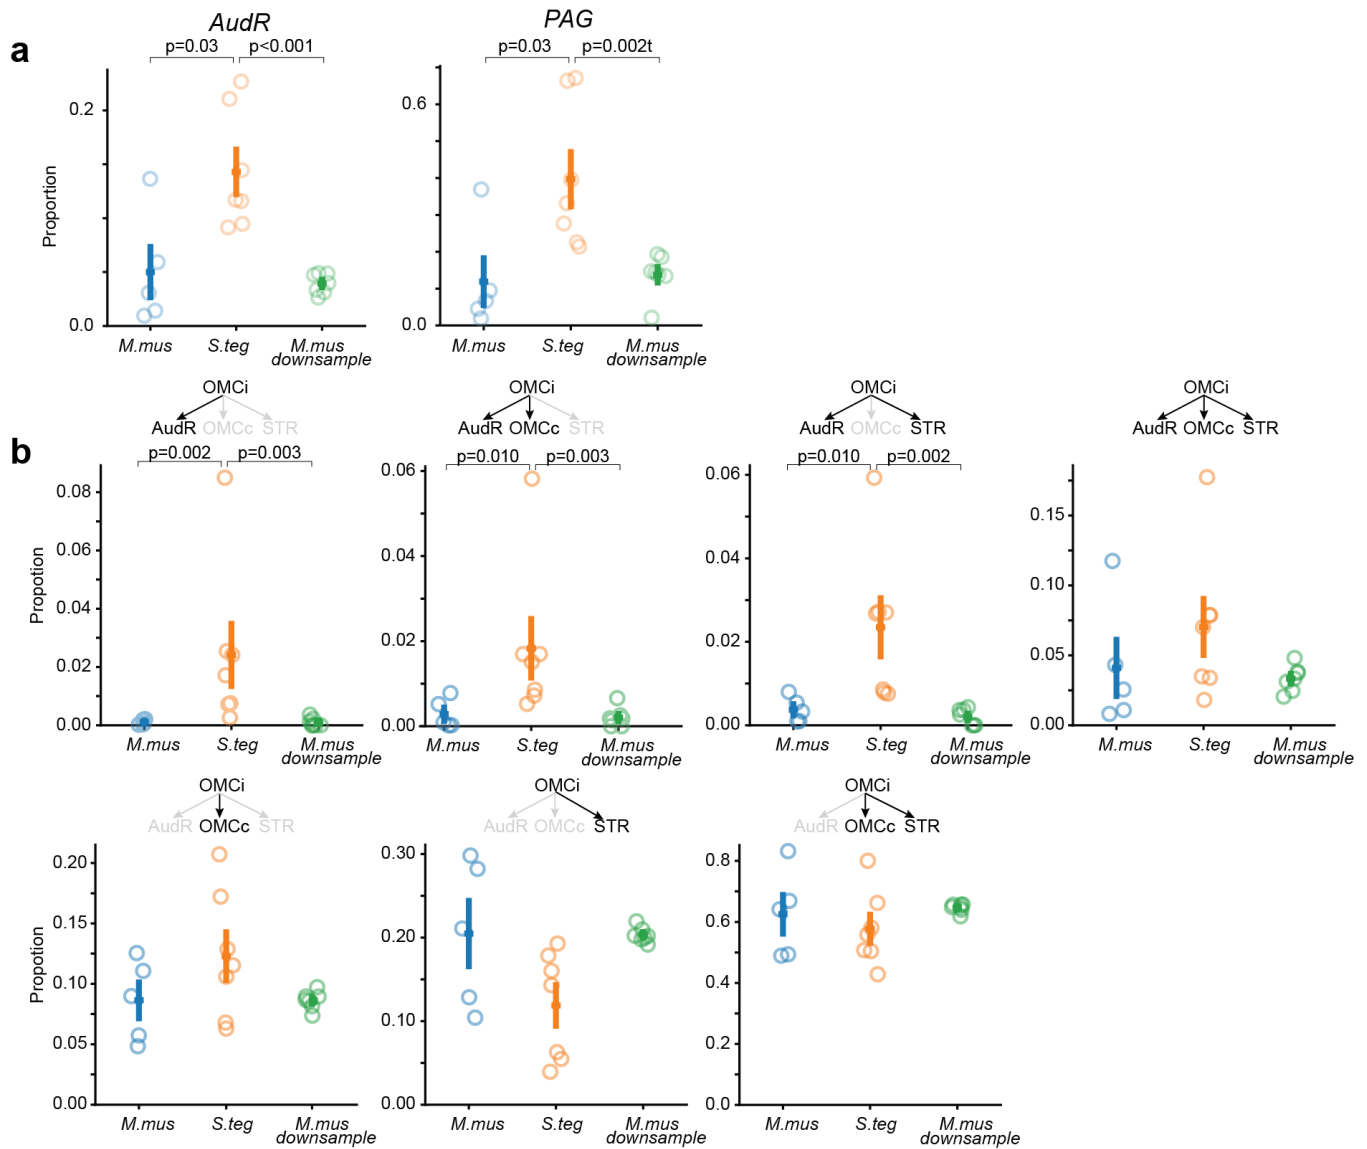 a
AudR
p=0.03 p<0.001
0.2
0.0
Proportion
M.mus S.teg M.mus
downsample
PAG
p=0.03 p=0.002t
0.6
0.0
M.mus S.teg M.mus
downsample
b
OMCi
AudR OMCc STR
p=0.002 p=0.003
0.08
0.06
0.04
0.02
0.00
Propotion
M.mus S.teg M.mus
downsample
OMCi
AudR OMCc STR
p=0.010 p=0.003
0.06
0.04
0.02
0.00
M.mus S.teg M.mus
downsample
OMCi
AudR OMCc STR
p=0.010 p=0.002
0.06
0.04
0.02
0.00
M.mus S.teg M.mus
downsample
OMCi
AudR OMCc STR
0.15
0.10
0.05
0.00
M.mus S.teg M.mus
downsample
OMCi
AudR OMCc STR
0.20
0.15
0.10
0.05
0.00
Propotion
M.mus S.teg M.mus
downsample
OMCi
AudR OMCc STR
0.30
0.20
0.10
0.00
M.mus S.teg M.mus
downsample
OMCi
AudR OMCc STR
0.8
0.6
0.4
0.2
0.0
M.mus S.teg M.mus
downsample